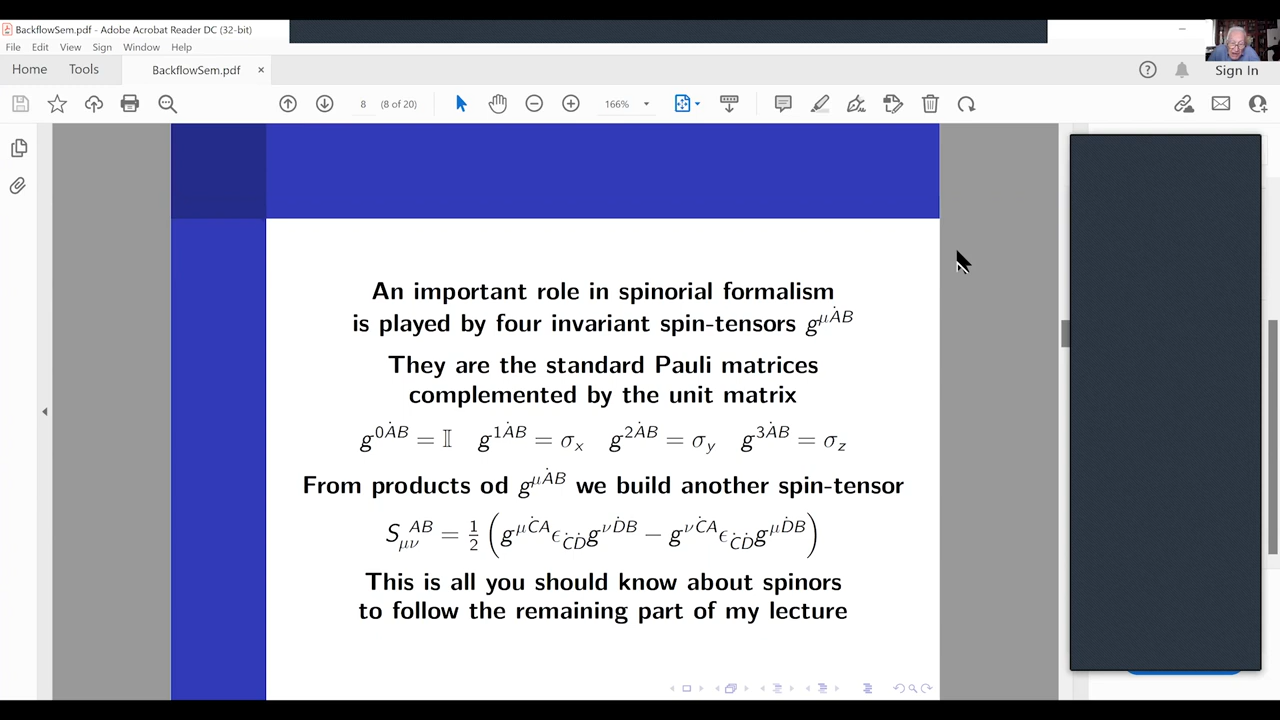 BackflowSem.pdf - Adobe Acrobat Reader DC (32-bit)
File Edit View Sign Window Help
Home Tools BackflowSem.pdf × Sign In
8 (8 of 20) 166%
An important role in spinorial formalism
is played by four invariant spin-tensors g^{μȦB}
They are the standard Pauli matrices
complemented by the unit matrix
g^{0ȦB} = 𝕀 g^{1ȦB} = σ_x g^{2ȦB} = σ_y g^{3ȦB} = σ_z
From products od g^{μȦB} we build another spin-tensor
S_{μν}^{AB} = 1/2 (g^{μĊA} ϵ_{ĊḊ} g^{νḊB} − g^{νĊA} ϵ_{ĊḊ} g^{μḊB})
This is all you should know about spinors
to follow the remaining part of my lecture